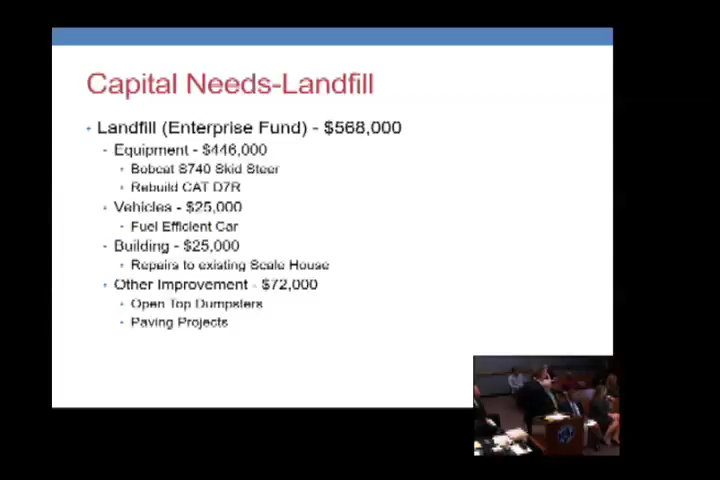 Capital Needs-Landfill
Landfill (Enterprise Fund) - $568,000
Equipment - $446,000
Bobcat S740 Skid Steer
Rebuild CAT D7R
Vehicles - $25,000
Fuel Efficient Car
Building - $25,000
Repairs to existing Scale House
Other Improvement - $72,000
Open Top Dumpsters
Paving Projects